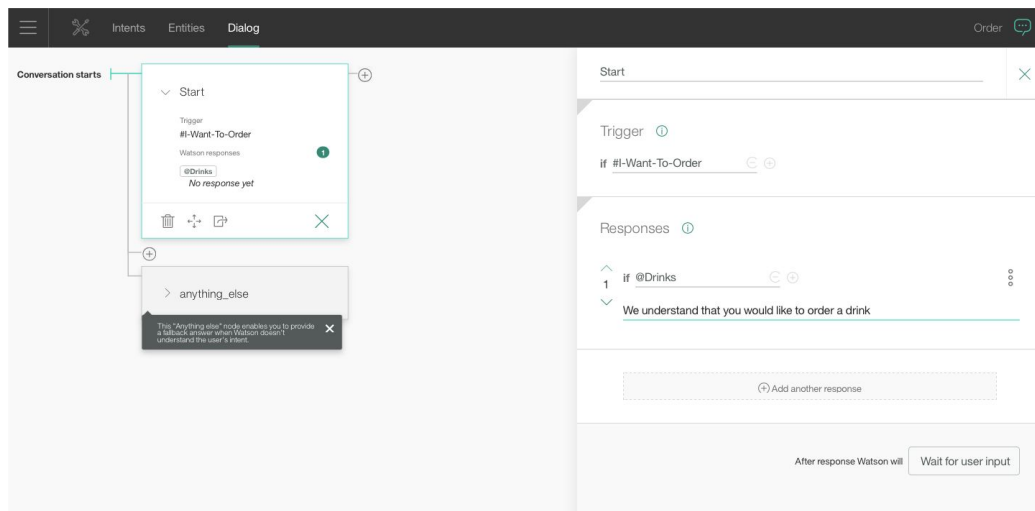 Intents Entities Dialog Order
Conversation starts
Start
Trigger
#I-Want-To-Order
Watson responses 1
@Drinks
No response yet
anything_else
This "Anything else" node enables you to provide
a fallback answer when Watson doesn't
understand the user's intent.
Start
Trigger
if #I-Want-To-Order
Responses
1 if @Drinks
We understand that you would like to order a drink
Add another response
After response Watson will Wait for user input